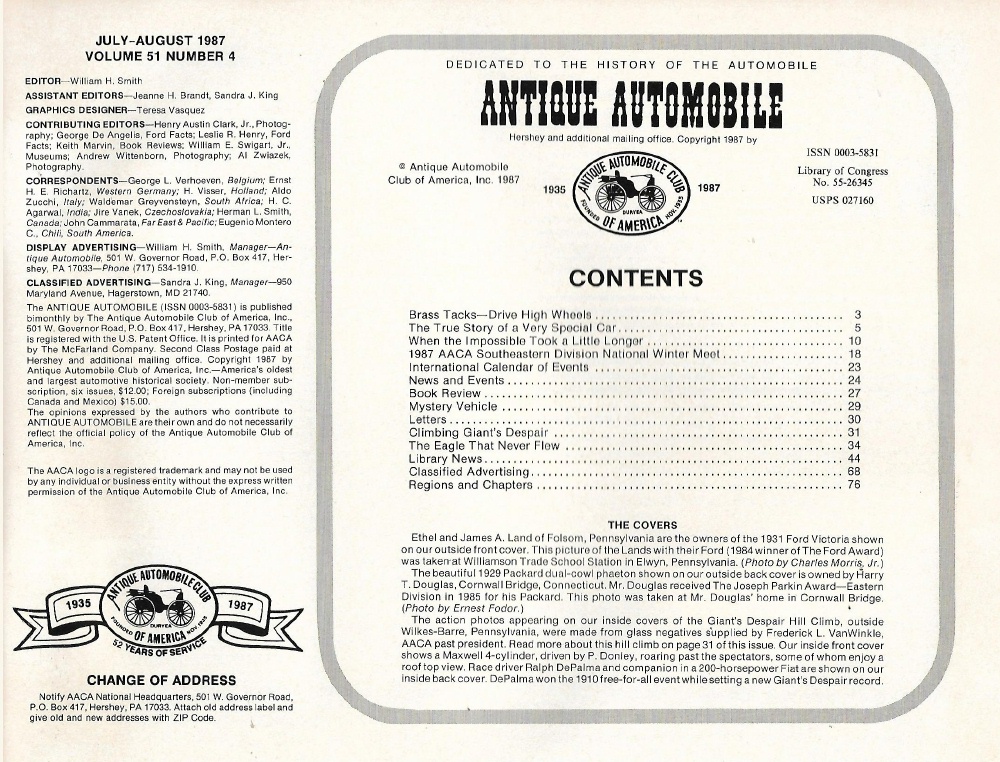 JULY–AUGUST 1987
VOLUME 51 NUMBER 4
EDITOR—William H. Smith
ASSISTANT EDITORS—Jeanne H. Brandt, Sandra J. King
GRAPHICS DESIGNER—Teresa Vasquez
CONTRIBUTING EDITORS—Henry Austin Clark, Jr., Photog-
raphy; George De Angelis, Ford Facts; Leslie R. Henry, Ford
Facts; Keith Marvin, Book Reviews; William E. Swigart, Jr.,
Museums; Andrew Wittenborn, Photography; Al Zwiazek,
Photography.
CORRESPONDENTS—George L. Verhoeven, Belgium; Ernst
H. E. Richartz, Western Germany; H. Visser, Holland; Aldo
Zucchi, Italy; Waldemar Greyvensteyn, South Africa; H. C.
Agarwal, India; Jire Vanek, Czechoslovakia; Herman L. Smith,
Canada; John Cammarata, Far East & Pacific; Eugenio Montero
C., Chili, South America.
DISPLAY ADVERTISING—William H. Smith, Manager—An-
tique Automobile, 501 W. Governor Road, P.O. Box 417, Her-
shey, PA 17033—Phone (717) 534-1910.
CLASSIFIED ADVERTISING—Sandra J. King, Manager—950
Maryland Avenue, Hagerstown, MD 21740.
The ANTIQUE AUTOMOBILE (ISSN 0003-5831) is published
bimonthly by The Antique Automobile Club of America, Inc.,
501 W. Governor Road, P.O. Box 417, Hershey, PA 17033. Title
is registered with the U.S. Patent Office. It is printed for AACA
by The McFarland Company. Second Class Postage paid at
Hershey and additional mailing office. Copyright 1987 by
Antique Automobile Club of America, Inc.—America's oldest
and largest automotive historical society. Non-member sub-
scription, six issues, $12.00; Foreign subscriptions (including
Canada and Mexico) $15.00.
The opinions expressed by the authors who contribute to
ANTIQUE AUTOMOBILE are their own and do not necessarily
reflect the official policy of the Antique Automobile Club of
America, Inc.
The AACA logo is a registered trademark and may not be used
by any individual or business entity without the express written
permission of the Antique Automobile Club of America, Inc.
1935
ANTIQUE AUTOMOBILE CLUB
DURYEA
FOUNDED NOV. 1935
OF AMERICA
1987
52 YEARS OF SERVICE
CHANGE OF ADDRESS
Notify AACA National Headquarters, 501 W. Governor Road,
P.O. Box 417, Hershey, PA 17033. Attach old address label and
give old and new addresses with ZIP Code.
DEDICATED TO THE HISTORY OF THE AUTOMOBILE
ANTIQUE AUTOMOBILE
Hershey and additional mailing office. Copyright 1987 by
© Antique Automobile
Club of America, Inc. 1987
1935
ANTIQUE AUTOMOBILE CLUB
DURYEA
FOUNDED NOV. 1935
OF AMERICA
1987
ISSN 0003-5831
Library of Congress
No. 55-26345
USPS 027160
CONTENTS
Brass Tacks—Drive High Wheels .......... 3
The True Story of a Very Special Car .......... 5
When the Impossible Took a Little Longer .......... 10
1987 AACA Southeastern Division National Winter Meet .......... 18
International Calendar of Events .......... 23
News and Events .......... 24
Book Review .......... 27
Mystery Vehicle .......... 29
Letters .......... 30
Climbing Giant's Despair .......... 31
The Eagle That Never Flew .......... 34
Library News .......... 44
Classified Advertising .......... 68
Regions and Chapters .......... 76
THE COVERS
Ethel and James A. Land of Folsom, Pennsylvania are the owners of the 1931 Ford Victoria shown
on our outside front cover. This picture of the Lands with their Ford (1984 winner of The Ford Award)
was taken at Williamson Trade School Station in Elwyn, Pennsylvania. (Photo by Charles Morris, Jr.)
The beautiful 1929 Packard dual-cowl phaeton shown on our outside back cover is owned by Harry
T. Douglas, Cornwall Bridge, Connecticut. Mr. Douglas received The Joseph Parkin Award—Eastern
Division in 1985 for his Packard. This photo was taken at Mr. Douglas' home in Cornwall Bridge.
(Photo by Ernest Fodor.)
The action photos appearing on our inside covers of the Giant's Despair Hill Climb, outside
Wilkes-Barre, Pennsylvania, were made from glass negatives supplied by Frederick L. VanWinkle,
AACA past president. Read more about this hill climb on page 31 of this issue. Our inside front cover
shows a Maxwell 4-cylinder, driven by P. Donley, roaring past the spectators, some of whom enjoy a
roof top view. Race driver Ralph DePalma and companion in a 200-horsepower Fiat are shown on our
inside back cover. DePalma won the 1910 free-for-all event while setting a new Giant's Despair record.